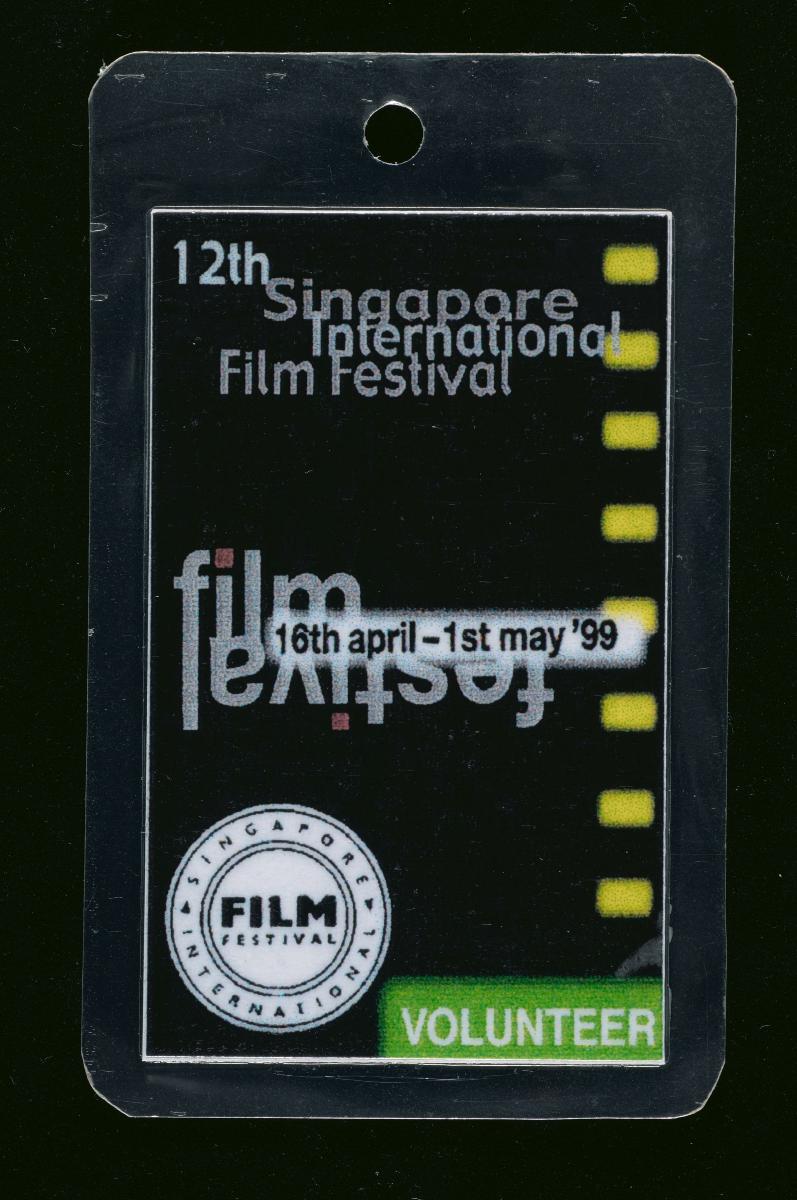 12th
Singapore
International
Film Festival
film
16th april – 1st may '99
festival
SINGAPORE
FILM
FESTIVAL
INTERNATIONAL
VOLUNTEER